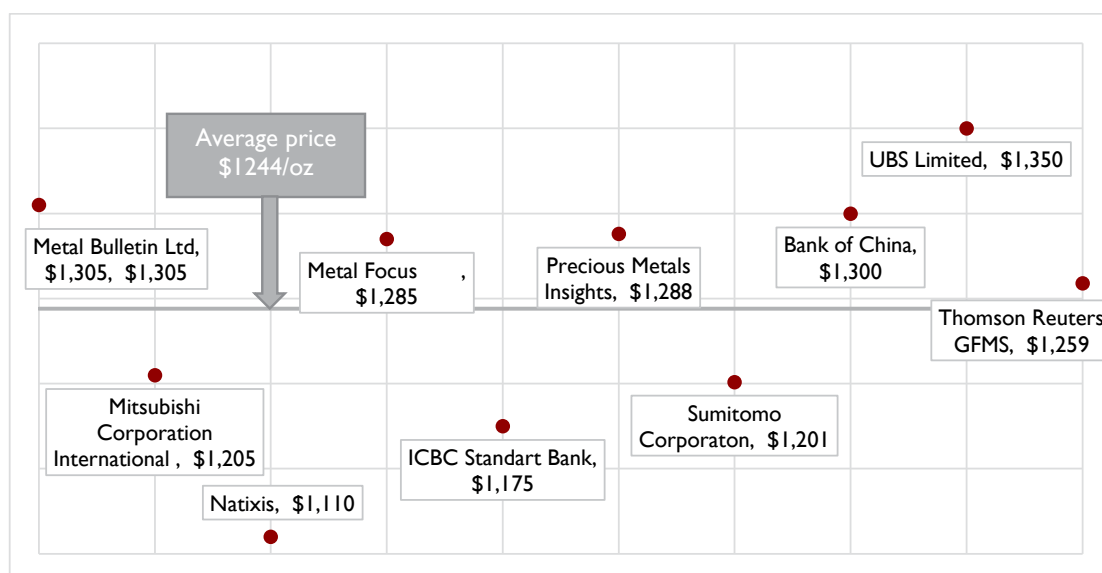 Average price
$1244/oz
UBS Limited, $1,350
Metal Bulletin Ltd,
$1,305, $1,305
Metal Focus ,
$1,285
Precious Metals
Insights, $1,288
Bank of China,
$1,300
Thomson Reuters
GFMS, $1,259
Mitsubishi
Corporation
International , $1,205
Natixis, $1,110
ICBC Standart Bank,
$1,175
Sumitomo
Corporaton, $1,201